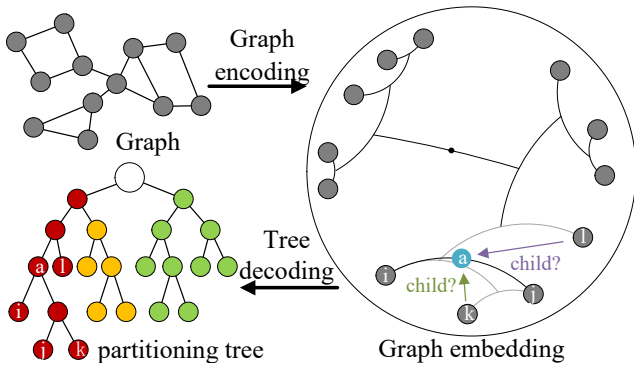 Graph
encoding
Graph
Tree
decoding
a
l
i
j
k
partitioning tree
l
a
child?
i
child?
j
k
Graph embedding